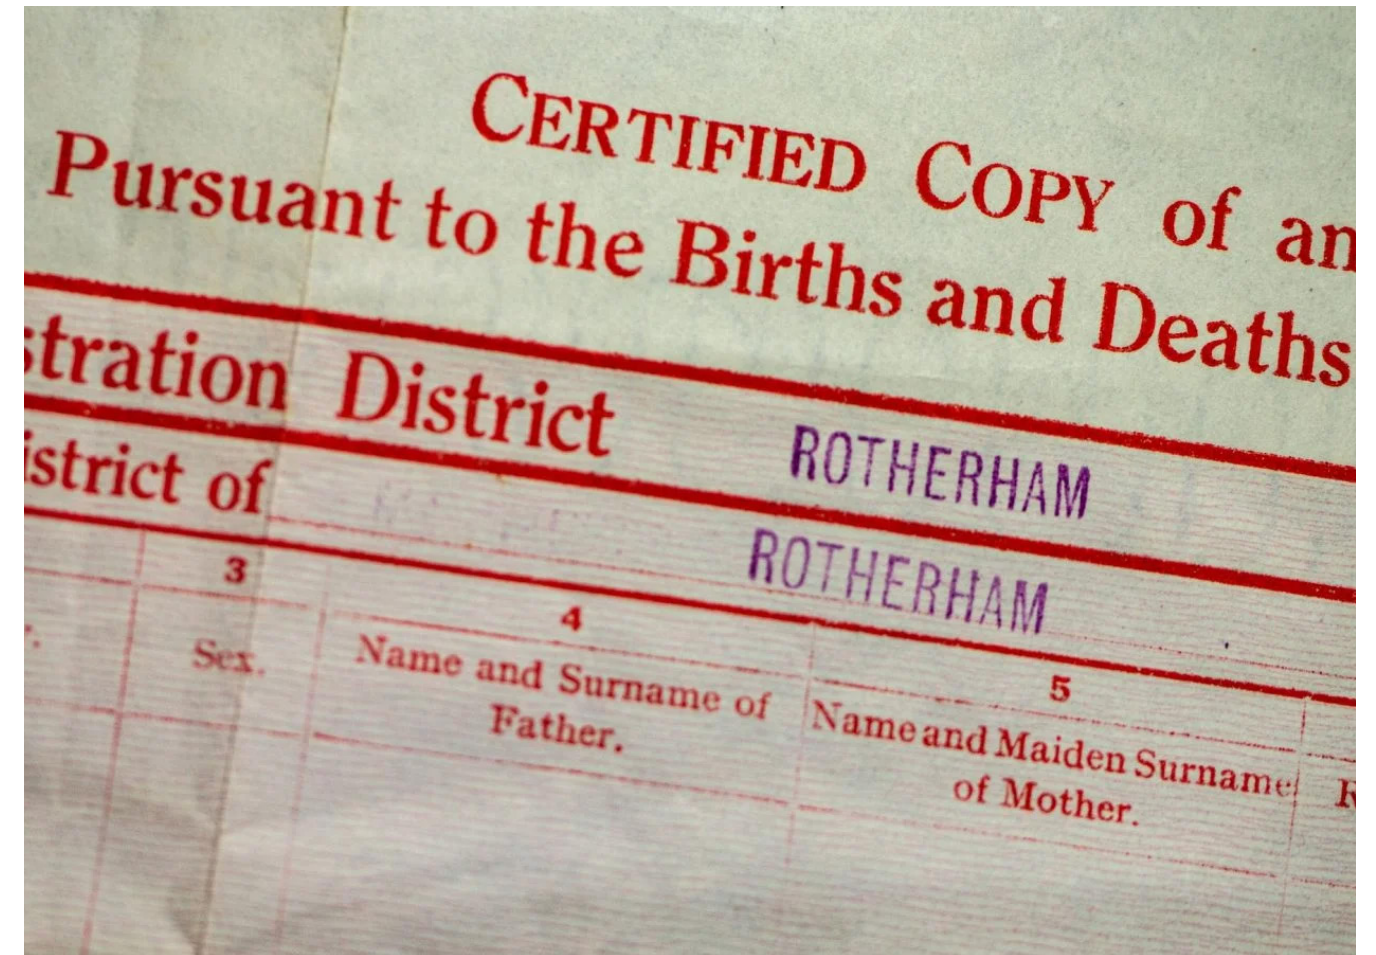 CERTIFIED COPY of an
Pursuant to the Births and Deaths
stration District ROTHERHAM
istrict of ROTHERHAM
3
Sex.
4
Name and Surname of
Father.
5
Name and Maiden Surname
of Mother.
R